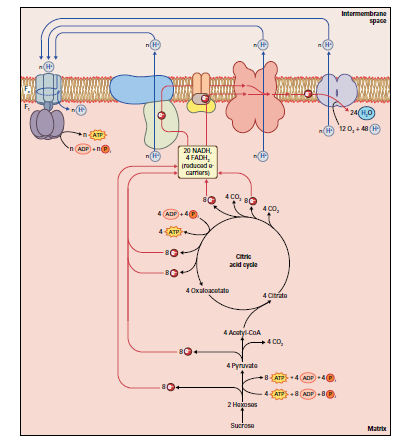 Intermembrane
space
n H⁺
n H⁺
n H⁺
n H⁺
F₀
F₁
n H⁺
e⁻
e⁻
e⁻
24 H₂O
12 O₂ + 48 H⁺
n ATP
n ADP + n Pᵢ
n H⁺
n H⁺
n H⁺
20 NADH,
4 FADH₂
(reduced e-
carriers)
8 e⁻
4 CO₂
8 e⁻
4 CO₂
4 ADP + 4 Pᵢ
4 ATP
8 e⁻
8 e⁻
Citric
acid cycle
4 Oxaloacetate
4 Citrate
4 Acetyl-CoA
4 CO₂
8 e⁻
4 Pyruvate
8 ATP + 4 ADP + 4 Pᵢ
8 e⁻
4 ATP + 8 ADP + 8 Pᵢ
2 Hexoses
Sucrose
Matrix